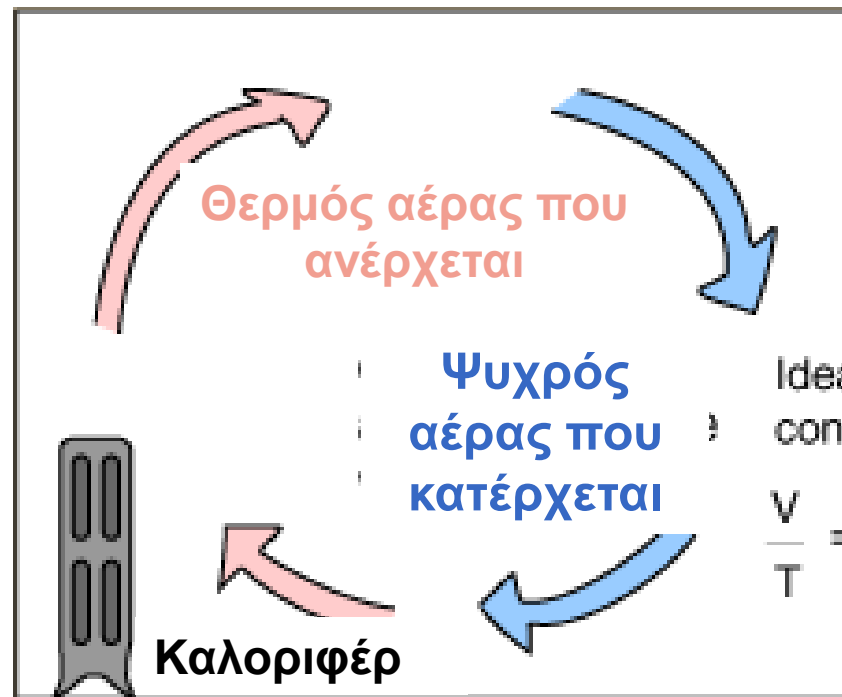 Θερμός αέρας που
ανέρχεται
Ψυχρός
αέρας που
κατέρχεται
V
T
=
Καλοριφέρ